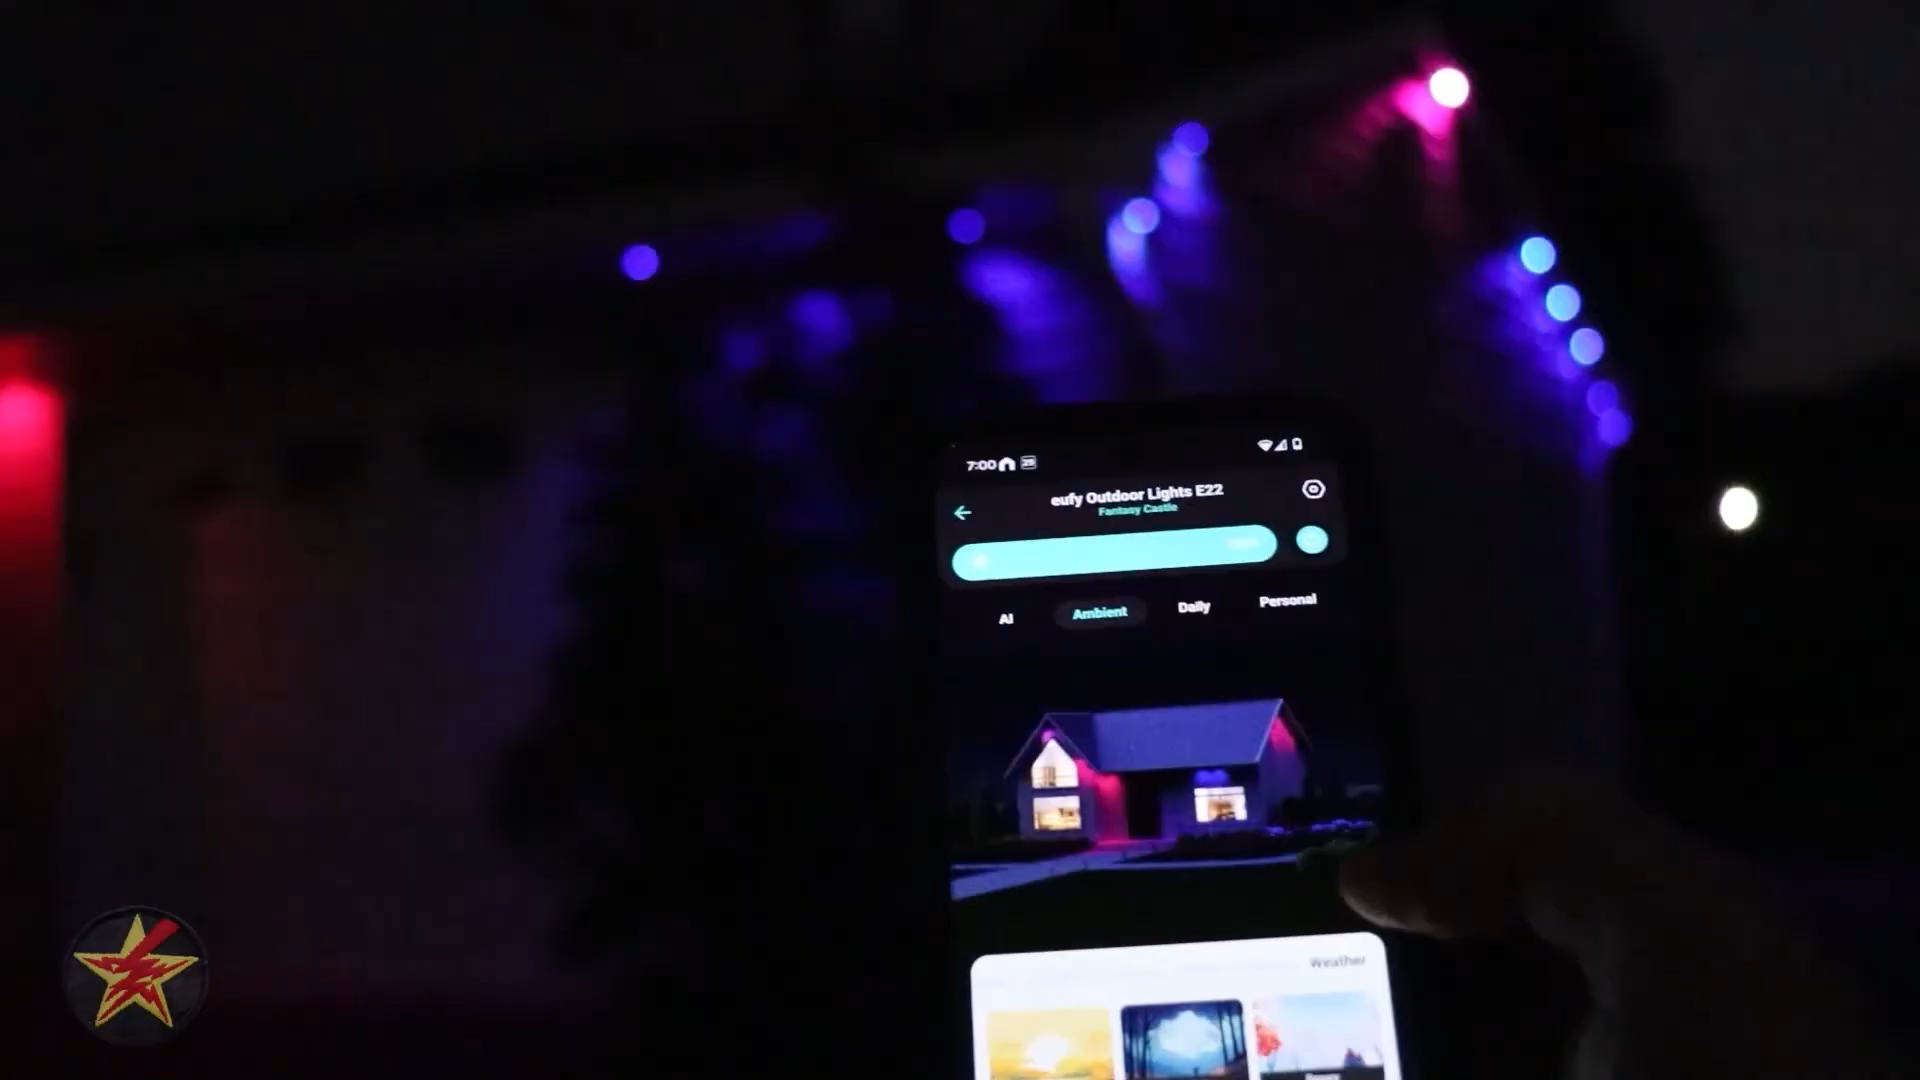 7:00
eufy Outdoor Lights E22
Fantasy Castle
AI Ambient Daily Personal
Weather